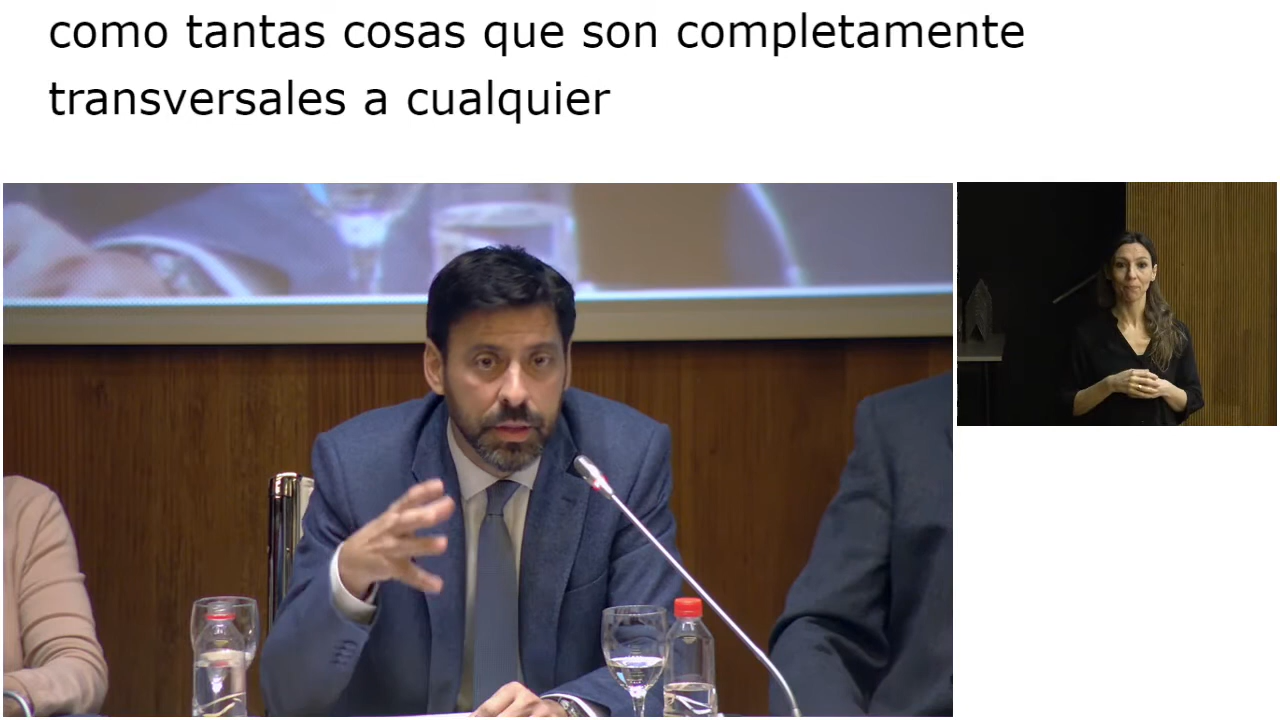 como tantas cosas que son completamente
transversales a cualquier